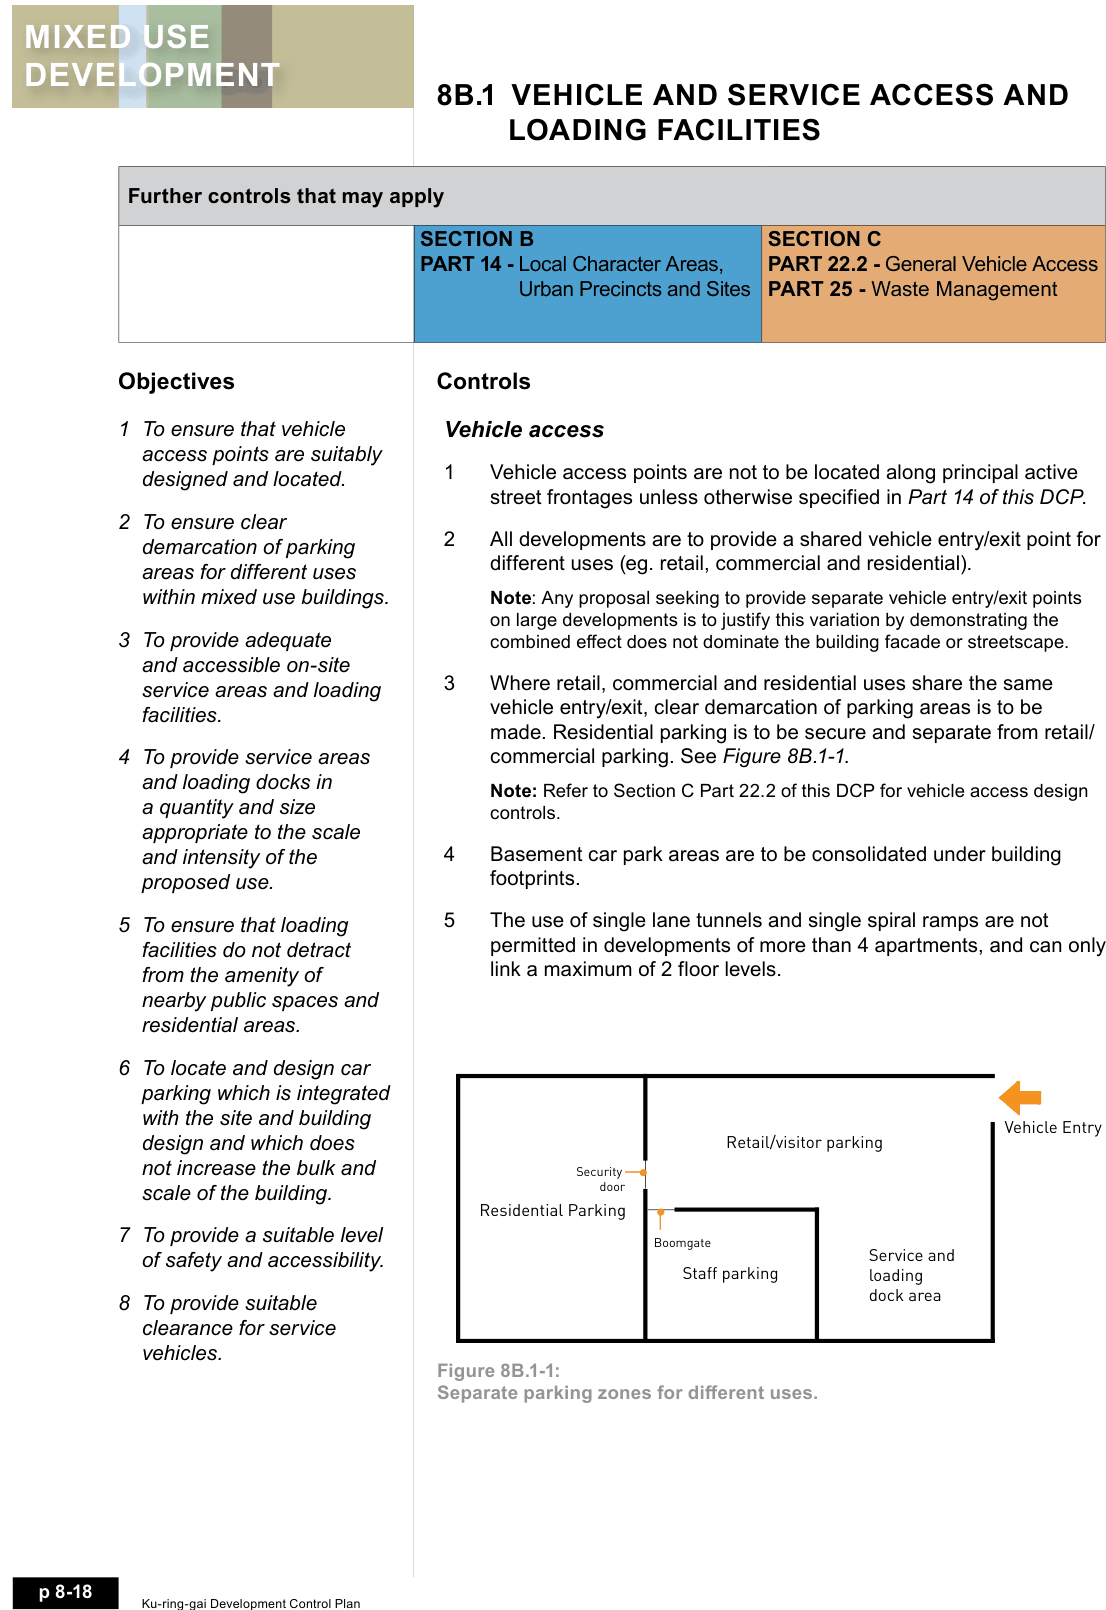 MIXED USE
DEVELOPMENT
8B.1 VEHICLE AND SERVICE ACCESS AND
LOADING FACILITIES
Further controls that may apply
SECTION B
PART 14 - Local Character Areas,
Urban Precincts and Sites
SECTION C
PART 22.2 - General Vehicle Access
PART 25 - Waste Management
Objectives
1 To ensure that vehicle
access points are suitably
designed and located.
2 To ensure clear
demarcation of parking
areas for different uses
within mixed use buildings.
3 To provide adequate
and accessible on-site
service areas and loading
facilities.
4 To provide service areas
and loading docks in
a quantity and size
appropriate to the scale
and intensity of the
proposed use.
5 To ensure that loading
facilities do not detract
from the amenity of
nearby public spaces and
residential areas.
6 To locate and design car
parking which is integrated
with the site and building
design and which does
not increase the bulk and
scale of the building.
7 To provide a suitable level
of safety and accessibility.
8 To provide suitable
clearance for service
vehicles.
Controls
Vehicle access
1 Vehicle access points are not to be located along principal active
street frontages unless otherwise specified in Part 14 of this DCP.
2 All developments are to provide a shared vehicle entry/exit point for
different uses (eg. retail, commercial and residential).
Note: Any proposal seeking to provide separate vehicle entry/exit points
on large developments is to justify this variation by demonstrating the
combined effect does not dominate the building facade or streetscape.
3 Where retail, commercial and residential uses share the same
vehicle entry/exit, clear demarcation of parking areas is to be
made. Residential parking is to be secure and separate from retail/
commercial parking. See Figure 8B.1-1.
Note: Refer to Section C Part 22.2 of this DCP for vehicle access design
controls.
4 Basement car park areas are to be consolidated under building
footprints.
5 The use of single lane tunnels and single spiral ramps are not
permitted in developments of more than 4 apartments, and can only
link a maximum of 2 floor levels.
Vehicle Entry
Retail/visitor parking
Security
door
Residential Parking
Boomgate
Staff parking
Service and
loading
dock area
Figure 8B.1-1:
Separate parking zones for different uses.
p 8-18
Ku-ring-gai Development Control Plan